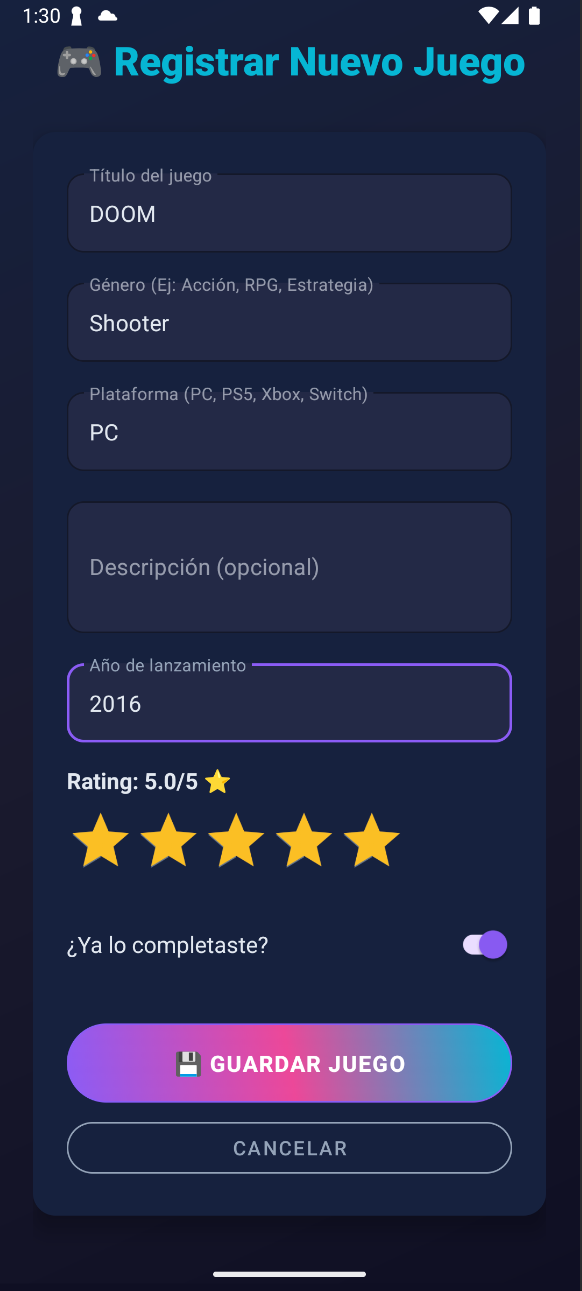 1:30
🎮 Registrar Nuevo Juego
Título del juego
DOOM
Género (Ej: Acción, RPG, Estrategia)
Shooter
Plataforma (PC, PS5, Xbox, Switch)
PC
Descripción (opcional)
Año de lanzamiento
2016
Rating: 5.0/5 ⭐
¿Ya lo completaste?
💾 GUARDAR JUEGO
CANCELAR